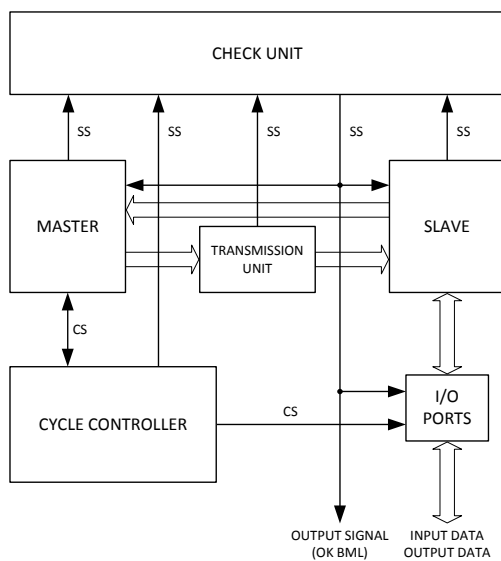 CHECK UNIT
SS
SS
SS
SS
SS
MASTER
TRANSMISSION
UNIT
SLAVE
CS
CYCLE CONTROLLER
CS
I/O
PORTS
OUTPUT SIGNAL
(OK BML)
INPUT DATA
OUTPUT DATA